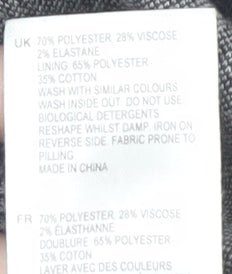 UK 70% POLYESTER 28% VISCOSE
2% ELASTANE
LINING 65% POLYESTER
35% COTTON
WASH WITH SIMILAR COLOURS
WASH INSIDE OUT. DO NOT USE
BIOLOGICAL DETERGENTS
RESHAPE WHILST DAMP. IRON ON
REVERSE SIDE. FABRIC PRONE TO
PILLING
MADE IN CHINA
FR 70% POLYESTER 28% VISCOSE
2% ÉLASTHANNE
DOUBLURE 65% POLYESTER
35% COTON
LAVER AVEC DES COULEURS